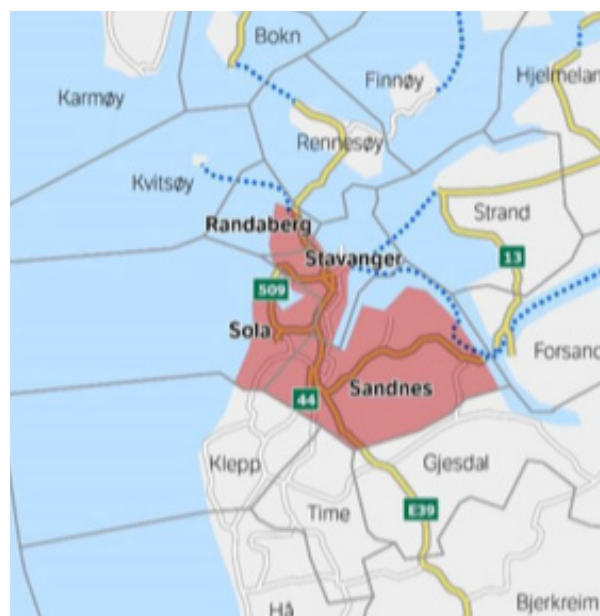 Bokn
Finnøy
Hjelmelan
Karmøy
Rennesøy
Kvitsøy
Strand
Randaberg
Stavanger
13
509
Sola
Forsand
44
Sandnes
Klepp
Gjesdal
Time
E39
Hå
Bjerkreim